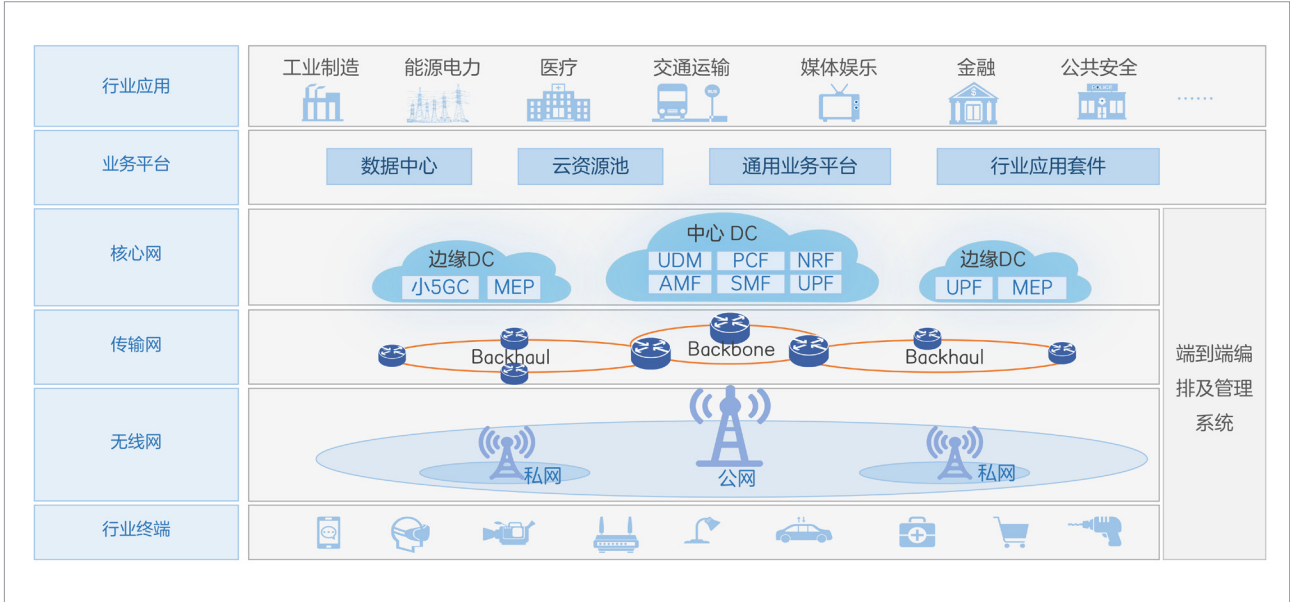 行业应用
工业制造
能源电力
医疗
交通运输
媒体娱乐
金融
公共安全
......
业务平台
数据中心
云资源池
通用业务平台
行业应用套件
核心网
边缘DC
小5GC
MEP
中心 DC
UDM
PCF
NRF
AMF
SMF
UPF
边缘DC
UPF
MEP
传输网
Backhaul
Backbone
Backhaul
无线网
私网
公网
私网
行业终端
端到端编
排及管理
系统